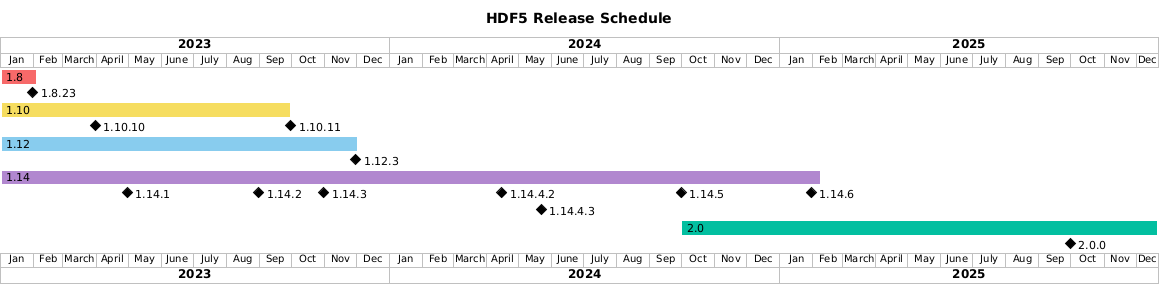 HDF5 Release Schedule
2023 2024 2025
Jan Feb March April May June July Aug Sep Oct Nov Dec Jan Feb March April May June July Aug Sep Oct Nov Dec Jan Feb March April May June July Aug Sep Oct Nov Dec
1.8
1.8.23
1.10
1.10.10 1.10.11
1.12
1.12.3
1.14
1.14.1 1.14.2 1.14.3 1.14.4.2 1.14.5 1.14.6
1.14.4.3
2.0
2.0.0
Jan Feb March April May June July Aug Sep Oct Nov Dec Jan Feb March April May June July Aug Sep Oct Nov Dec Jan Feb March April May June July Aug Sep Oct Nov Dec
2023 2024 2025